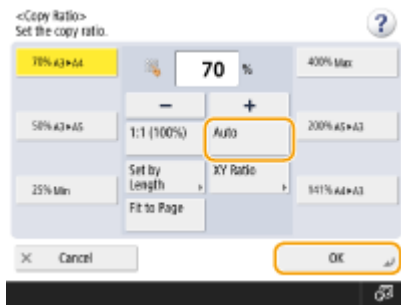 <Copy Ratio>
Set the copy ratio.
?
70% A3▸A4
70 %
400% Max
− +
50% A3▸A5
1:1 (100%)
Auto
200% A5▸A3
25% Min
Set by
Length
XY Ratio
141% A4▸A3
Fit to Page
× Cancel
OK